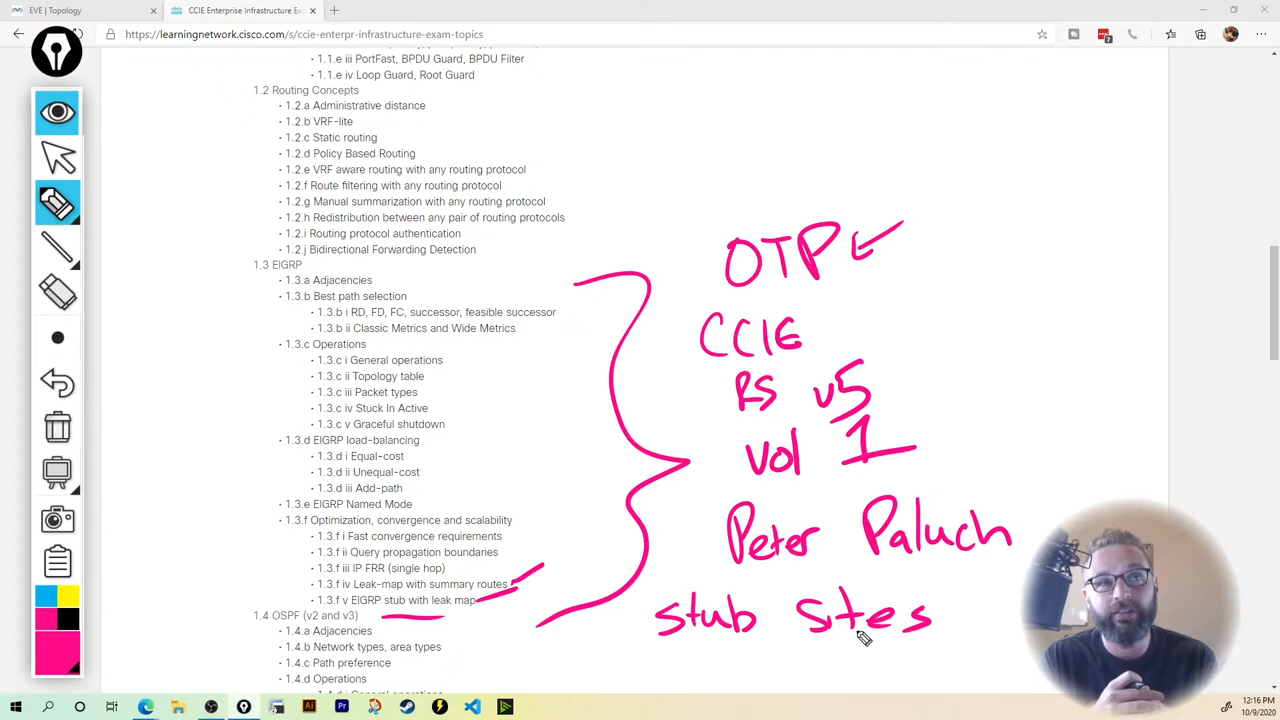 EVE | Topology
CCIE Enterprise Infrastructure Exa
https://learningnetwork.cisco.com/s/ccie-enterpr-infrastructure-exam-topics
1.1.e iii PortFast, BPDU Guard, BPDU Filter
1.1.e iv Loop Guard, Root Guard
1.2 Routing Concepts
1.2.a Administrative distance
1.2.b VRF-lite
1.2.c Static routing
1.2.d Policy Based Routing
1.2.e VRF aware routing with any routing protocol
1.2.f Route filtering with any routing protocol
1.2.g Manual summarization with any routing protocol
1.2.h Redistribution between any pair of routing protocols
1.2.i Routing protocol authentication
1.2.j Bidirectional Forwarding Detection
1.3 EIGRP
1.3.a Adjacencies
1.3.b Best path selection
1.3.b i RD, FD, FC, successor, feasible successor
1.3.b ii Classic Metrics and Wide Metrics
1.3.c Operations
1.3.c i General operations
1.3.c ii Topology table
1.3.c iii Packet types
1.3.c iv Stuck In Active
1.3.c v Graceful shutdown
1.3.d EIGRP load-balancing
1.3.d i Equal-cost
1.3.d ii Unequal-cost
1.3.d iii Add-path
1.3.e EIGRP Named Mode
1.3.f Optimization, convergence and scalability
1.3.f i Fast convergence requirements
1.3.f ii Query propagation boundaries
1.3.f iii IP FRR (single hop)
1.3.f iv Leak-map with summary routes
1.3.f v EIGRP stub with leak map
1.4 OSPF (v2 and v3)
1.4.a Adjacencies
1.4.b Network types, area types
1.4.c Path preference
1.4.d Operations
OTP
CCIE
RS v5
vol 1
Peter Paluch
stub sites
12:16 PM
10/9/2020